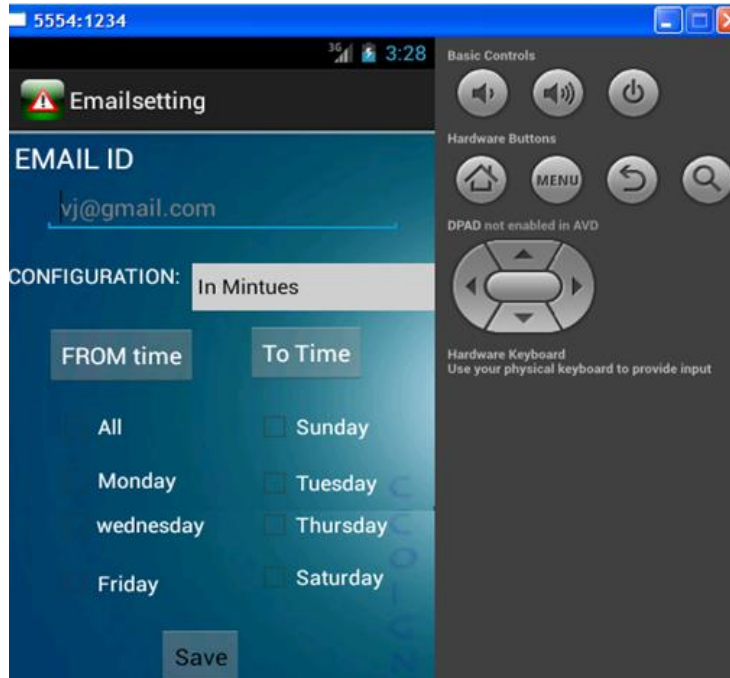 5554:1234
3G 3:28
Emailsetting
EMAIL ID
vj@gmail.com
CONFIGURATION: In Mintues
FROM time To Time
All Sunday
Monday Tuesday
wednesday Thursday
Friday Saturday
Save
Basic Controls
Hardware Buttons
MENU
DPAD not enabled in AVD
Hardware Keyboard
Use your physical keyboard to provide input